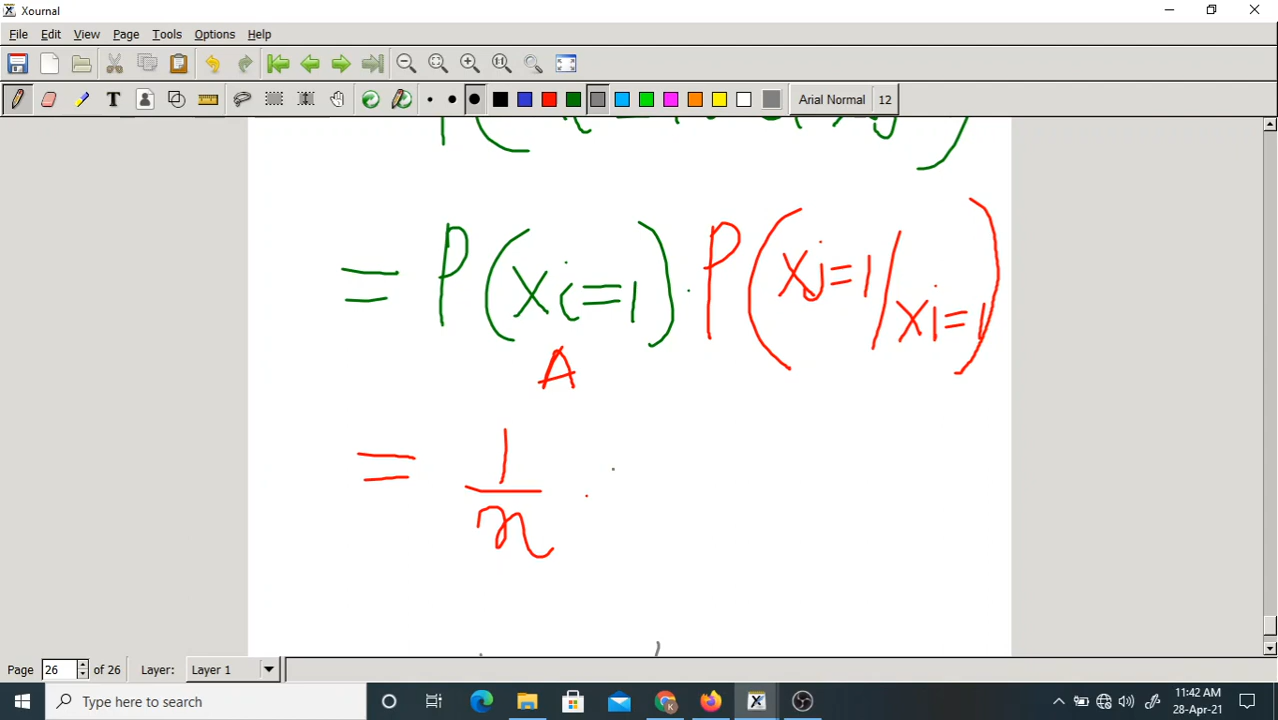 Xournal
File Edit View Page Tools Options Help
Arial Normal 12
= P(Xi=1) · P(Xj=1/Xi=1)
A
= 1/n ·
Page 26 of 26 Layer: Layer 1
Type here to search
11:42 AM
28-Apr-21